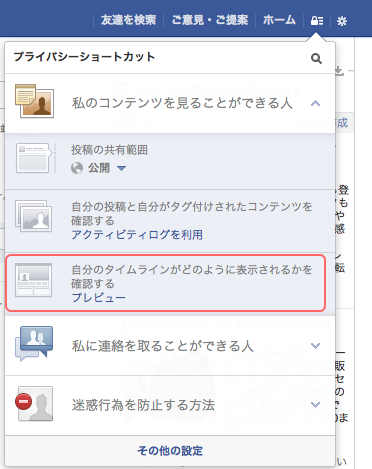 友達を検索 ご意見・ご提案 ホーム
プライバシーショートカット
私のコンテンツを見ることができる人
投稿の共有範囲
公開
自分の投稿と自分がタグ付けされたコンテンツを
確認する
アクティビティログを利用
自分のタイムラインがどのように表示されるかを
確認する
プレビュー
私に連絡を取ることができる人
迷惑行為を防止する方法
その他の設定